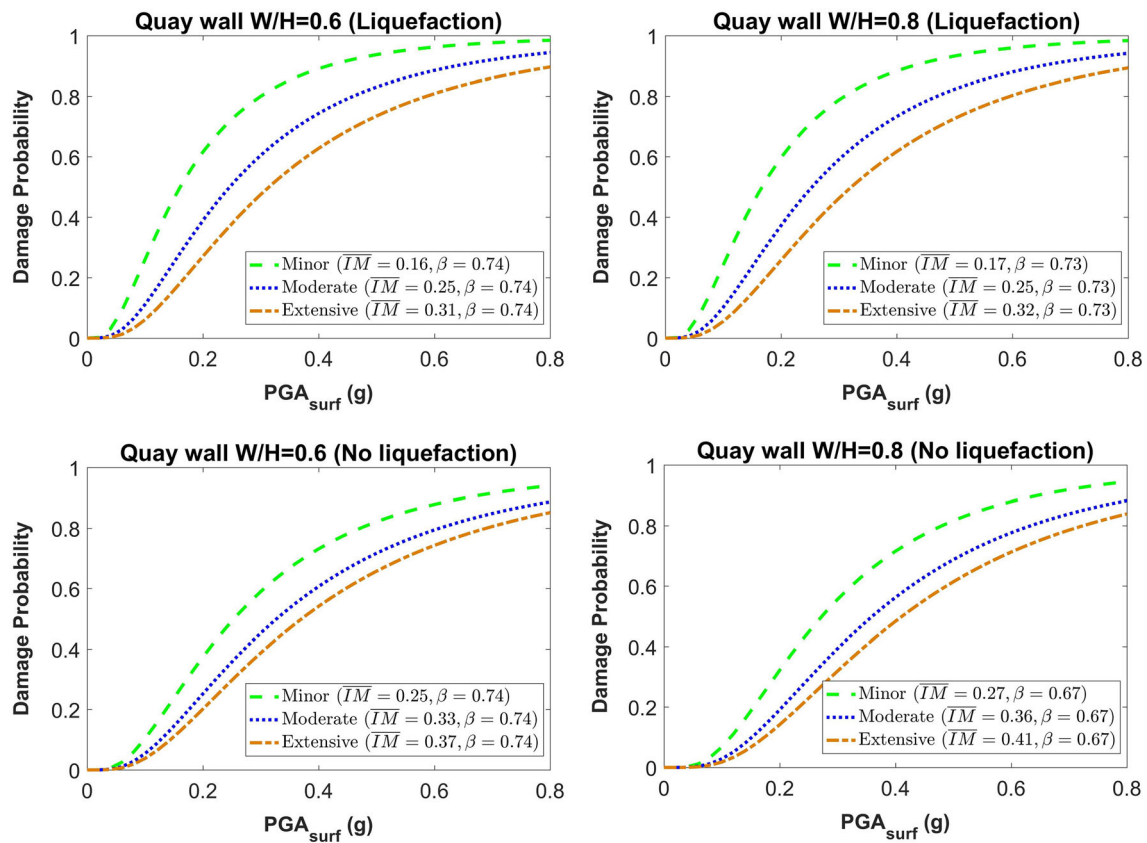 Quay wall W/H=0.6 (Liquefaction)
1
0.8
0.6
0.4
0.2
0
Damage Probability
Minor (IM̅ = 0.16, β = 0.74)
Moderate (IM̅ = 0.25, β = 0.74)
Extensive (IM̅ = 0.31, β = 0.74)
0 0.2 0.4 0.6 0.8
PGAsurf (g)
Quay wall W/H=0.8 (Liquefaction)
1
0.8
0.6
0.4
0.2
0
Damage Probability
Minor (IM̅ = 0.17, β = 0.73)
Moderate (IM̅ = 0.25, β = 0.73)
Extensive (IM̅ = 0.32, β = 0.73)
0 0.2 0.4 0.6 0.8
PGAsurf (g)
Quay wall W/H=0.6 (No liquefaction)
1
0.8
0.6
0.4
0.2
0
Damage Probability
Minor (IM̅ = 0.25, β = 0.74)
Moderate (IM̅ = 0.33, β = 0.74)
Extensive (IM̅ = 0.37, β = 0.74)
0 0.2 0.4 0.6 0.8
PGAsurf (g)
Quay wall W/H=0.8 (No liquefaction)
1
0.8
0.6
0.4
0.2
0
Damage Probability
Minor (IM̅ = 0.27, β = 0.67)
Moderate (IM̅ = 0.36, β = 0.67)
Extensive (IM̅ = 0.41, β = 0.67)
0 0.2 0.4 0.6 0.8
PGAsurf (g)